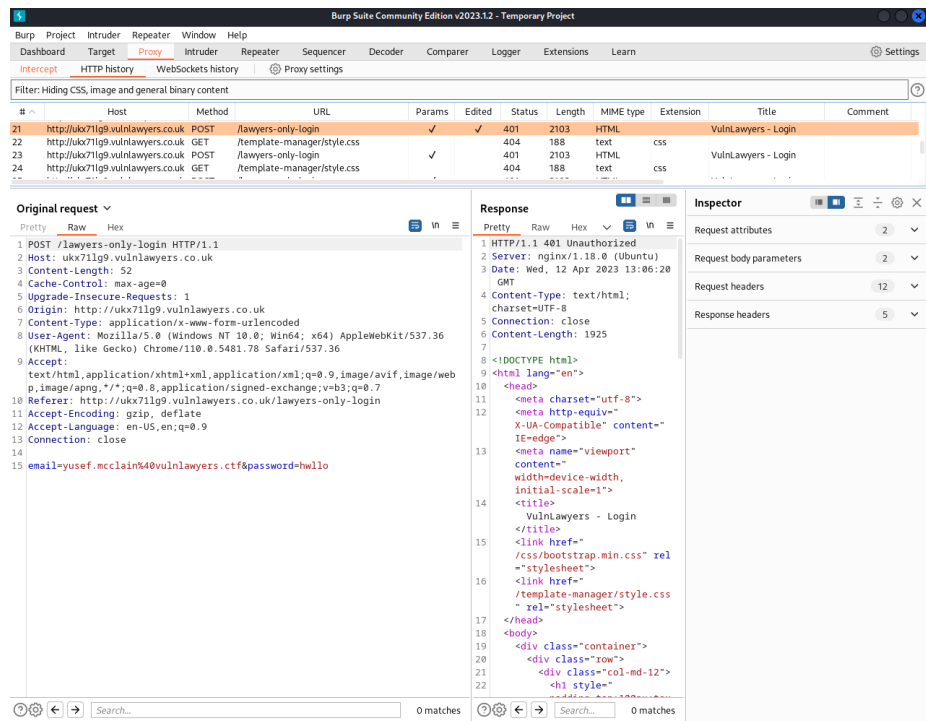 Burp Suite Community Edition v2023.1.2 - Temporary Project
Burp Project Intruder Repeater Window Help
Dashboard Target Proxy Intruder Repeater Sequencer Decoder Comparer Logger Extensions Learn Settings
Intercept HTTP history WebSockets history Proxy settings
Filter: Hiding CSS, image and general binary content
# Host Method URL Params Edited Status Length MIME type Extension Title Comment
21 http://ukx71lg9.vulnlawyers.co.uk POST /lawyers-only-login ✓ ✓ 401 2103 HTML VulnLawyers - Login
22 http://ukx71lg9.vulnlawyers.co.uk GET /template-manager/style.css 404 188 text css
23 http://ukx71lg9.vulnlawyers.co.uk POST /lawyers-only-login ✓ 401 2103 HTML VulnLawyers - Login
24 http://ukx71lg9.vulnlawyers.co.uk GET /template-manager/style.css 404 188 text css
Original request
Pretty Raw Hex \n
1 POST /lawyers-only-login HTTP/1.1
2 Host: ukx71lg9.vulnlawyers.co.uk
3 Content-Length: 52
4 Cache-Control: max-age=0
5 Upgrade-Insecure-Requests: 1
6 Origin: http://ukx71lg9.vulnlawyers.co.uk
7 Content-Type: application/x-www-form-urlencoded
8 User-Agent: Mozilla/5.0 (Windows NT 10.0; Win64; x64) AppleWebKit/537.36
(KHTML, like Gecko) Chrome/110.0.5481.78 Safari/537.36
9 Accept:
text/html,application/xhtml+xml,application/xml;q=0.9,image/avif,image/web
p,image/apng,*/*;q=0.8,application/signed-exchange;v=b3;q=0.7
10 Referer: http://ukx71lg9.vulnlawyers.co.uk/lawyers-only-login
11 Accept-Encoding: gzip, deflate
12 Accept-Language: en-US,en;q=0.9
13 Connection: close
14
15 email=yusef.mcclain%40vulnlawyers.ctf&password=hwllo
Search... 0 matches
Response
Pretty Raw Hex \n
1 HTTP/1.1 401 Unauthorized
2 Server: nginx/1.18.0 (Ubuntu)
3 Date: Wed, 12 Apr 2023 13:06:20
GMT
4 Content-Type: text/html;
charset=UTF-8
5 Connection: close
6 Content-Length: 1925
7
8 <!DOCTYPE html>
9 <html lang="en">
10 <head>
11 <meta charset="utf-8">
12 <meta http-equiv="
X-UA-Compatible" content="
IE=edge">
13 <meta name="viewport"
content="
width=device-width,
initial-scale=1">
14 <title>
VulnLawyers - Login
</title>
15 <link href="
/css/bootstrap.min.css" rel
="stylesheet">
16 <link href="
/template-manager/style.css
" rel="stylesheet">
17 </head>
18 <body>
19 <div class="container">
20 <div class="row">
21 <div class="col-md-12">
22 <h1 style="
Search... 0 matches
Inspector
Request attributes 2
Request body parameters 2
Request headers 12
Response headers 5